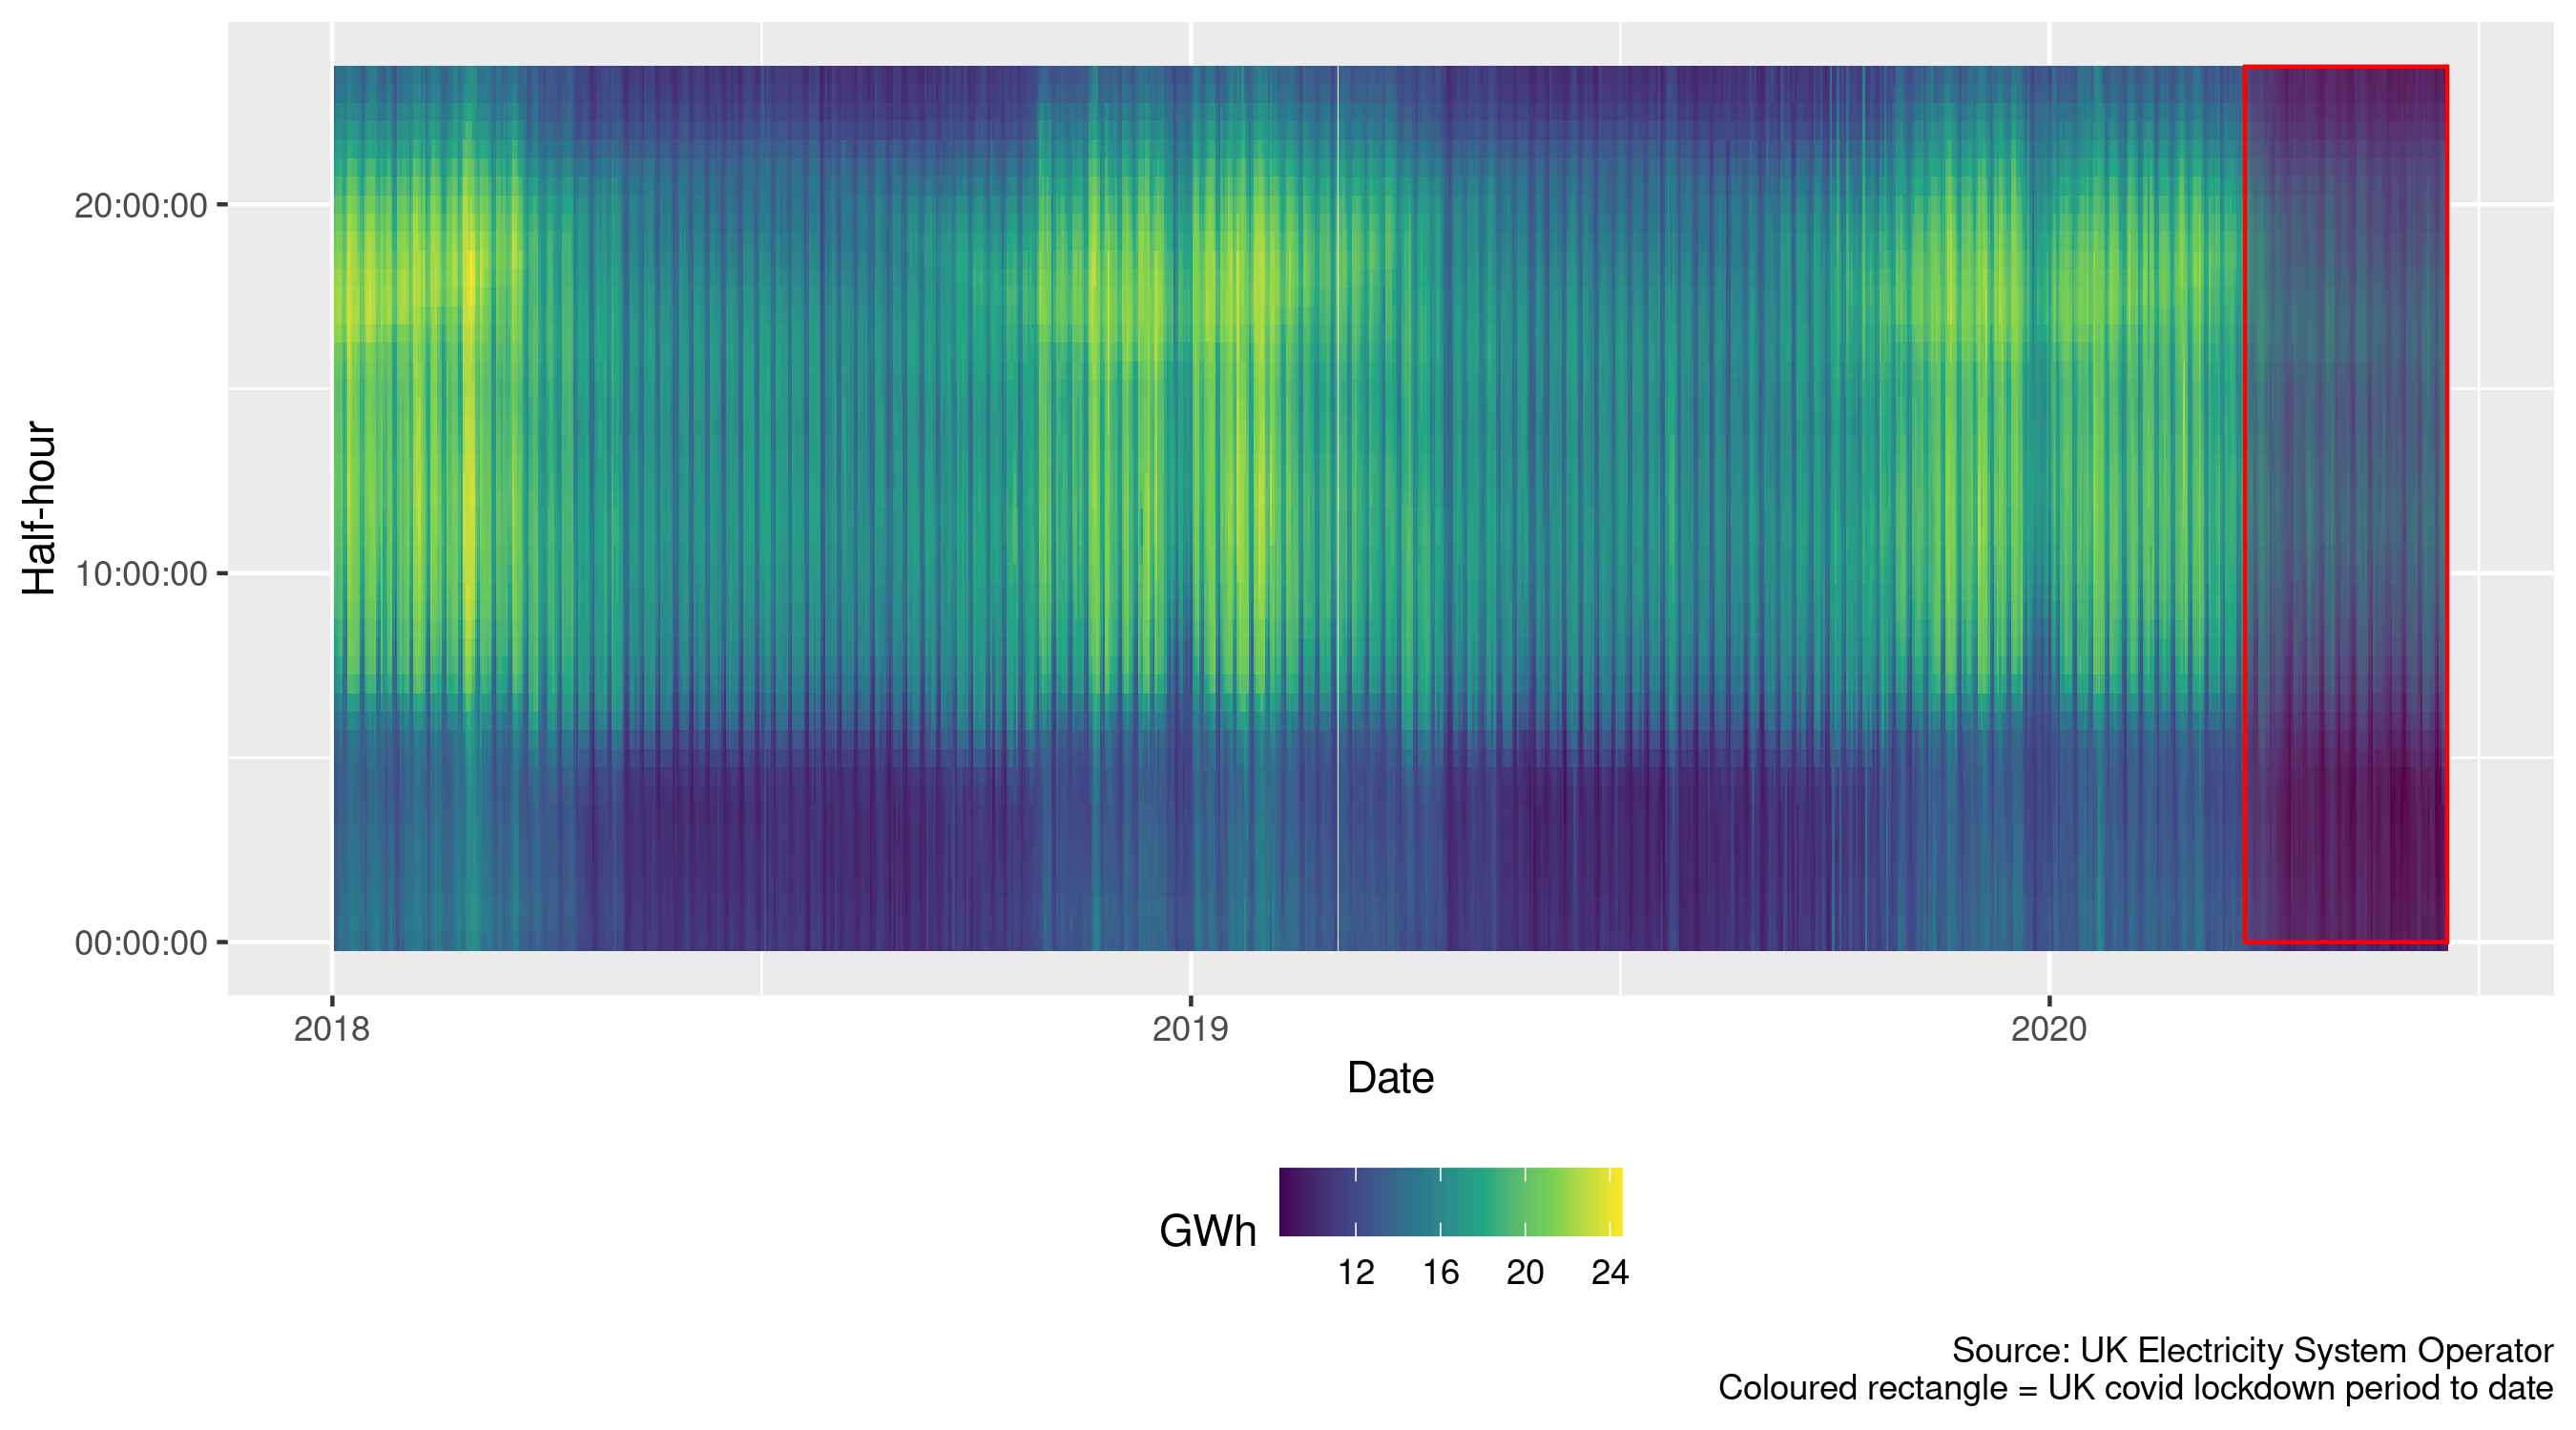 Half-hour
20:00:00
10:00:00
00:00:00
2018 2019 2020
Date
GWh
12 16 20 24
Source: UK Electricity System Operator
Coloured rectangle = UK covid lockdown period to date